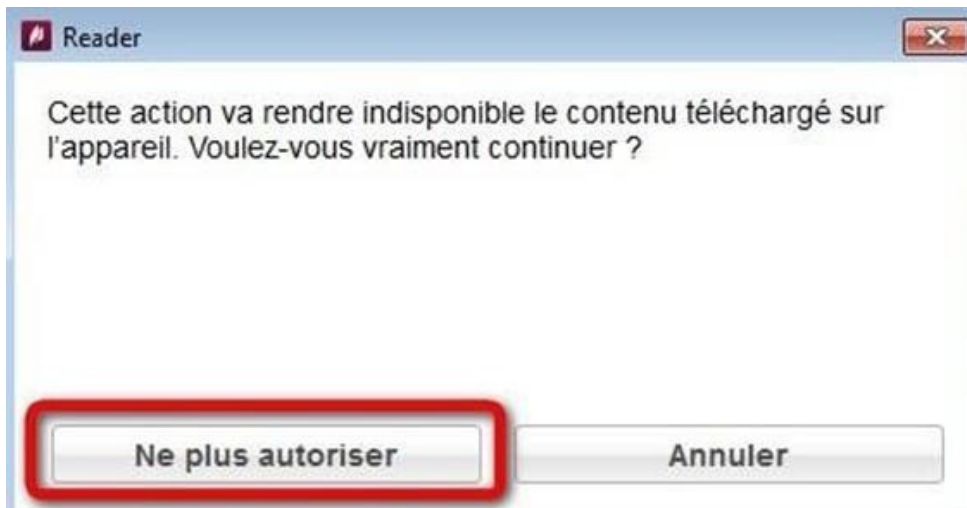 Reader
Cette action va rendre indisponible le contenu téléchargé sur
l'appareil. Voulez-vous vraiment continuer ?
Ne plus autoriser
Annuler